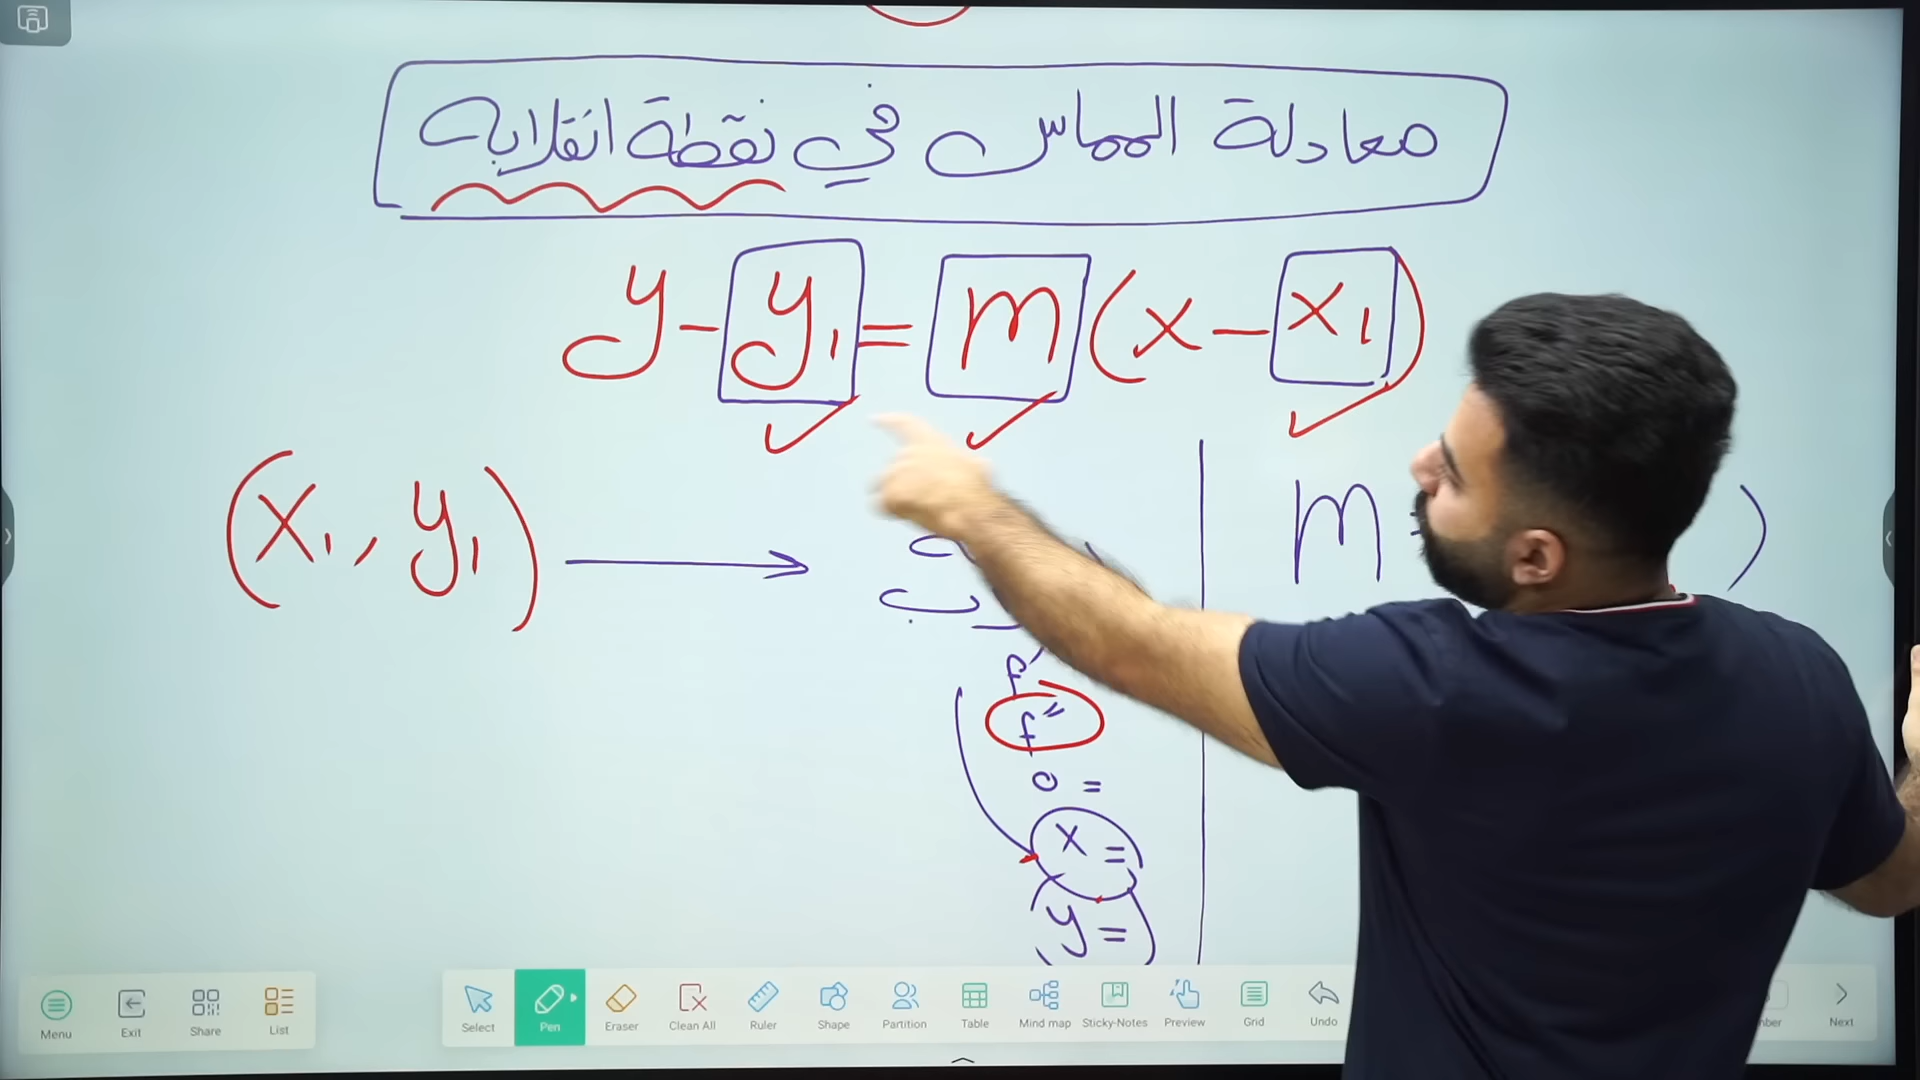 معادلة المماس في نقطة انقلابه
y - y₁ = m (x - x₁)
(x₁, y₁)
m
f'
f''
0 =
x =
y =
Menu
Exit
Share
List
Select
Pen
Eraser
Clean All
Ruler
Shape
Partition
Table
Mind map
Sticky-Notes
Preview
Grid
Undo
Next